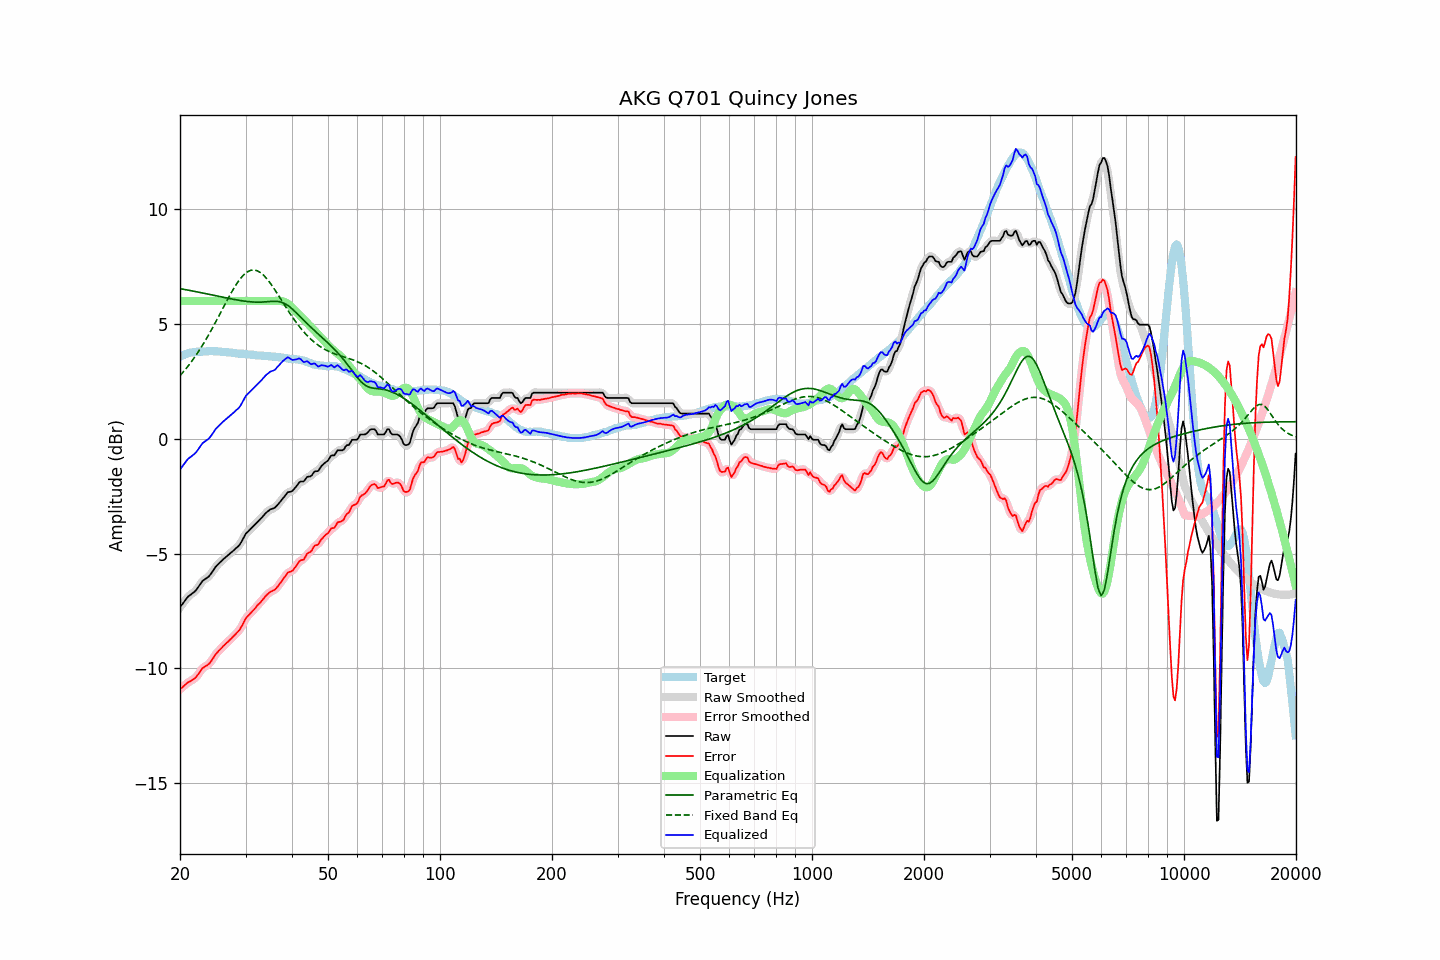 AKG Q701 Quincy Jones
Amplitude (dBr)
10
5
0
−5
−10
−15
Target
Raw Smoothed
Error Smoothed
Raw
Error
Equalization
Parametric Eq
Fixed Band Eq
Equalized
20 50 100 200 500 1000 2000 5000 10000 20000
Frequency (Hz)